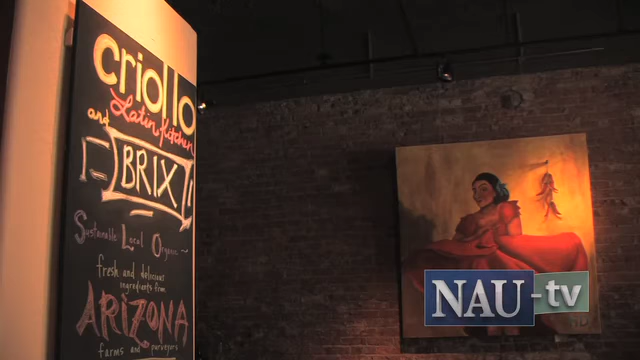 criollo
Latin Kitchen
and
BRIX
Sustainable Local Organic ~
fresh and delicious
ingredients from
ARIZONA
farms and purveyors
NAU-tv